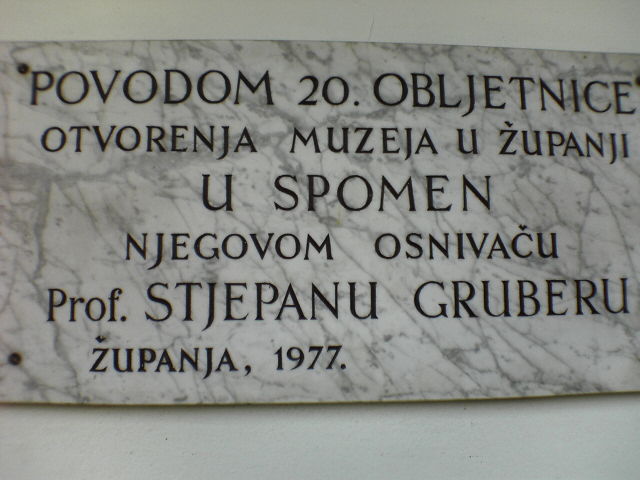 POVODOM 20. OBLJETNICE
OTVORENJA MUZEJA U ŽUPANJI
U SPOMEN
NJEGOVOM OSNIVAČU
Prof. STJEPANU GRUBERU
ŽUPANJA, 1977.